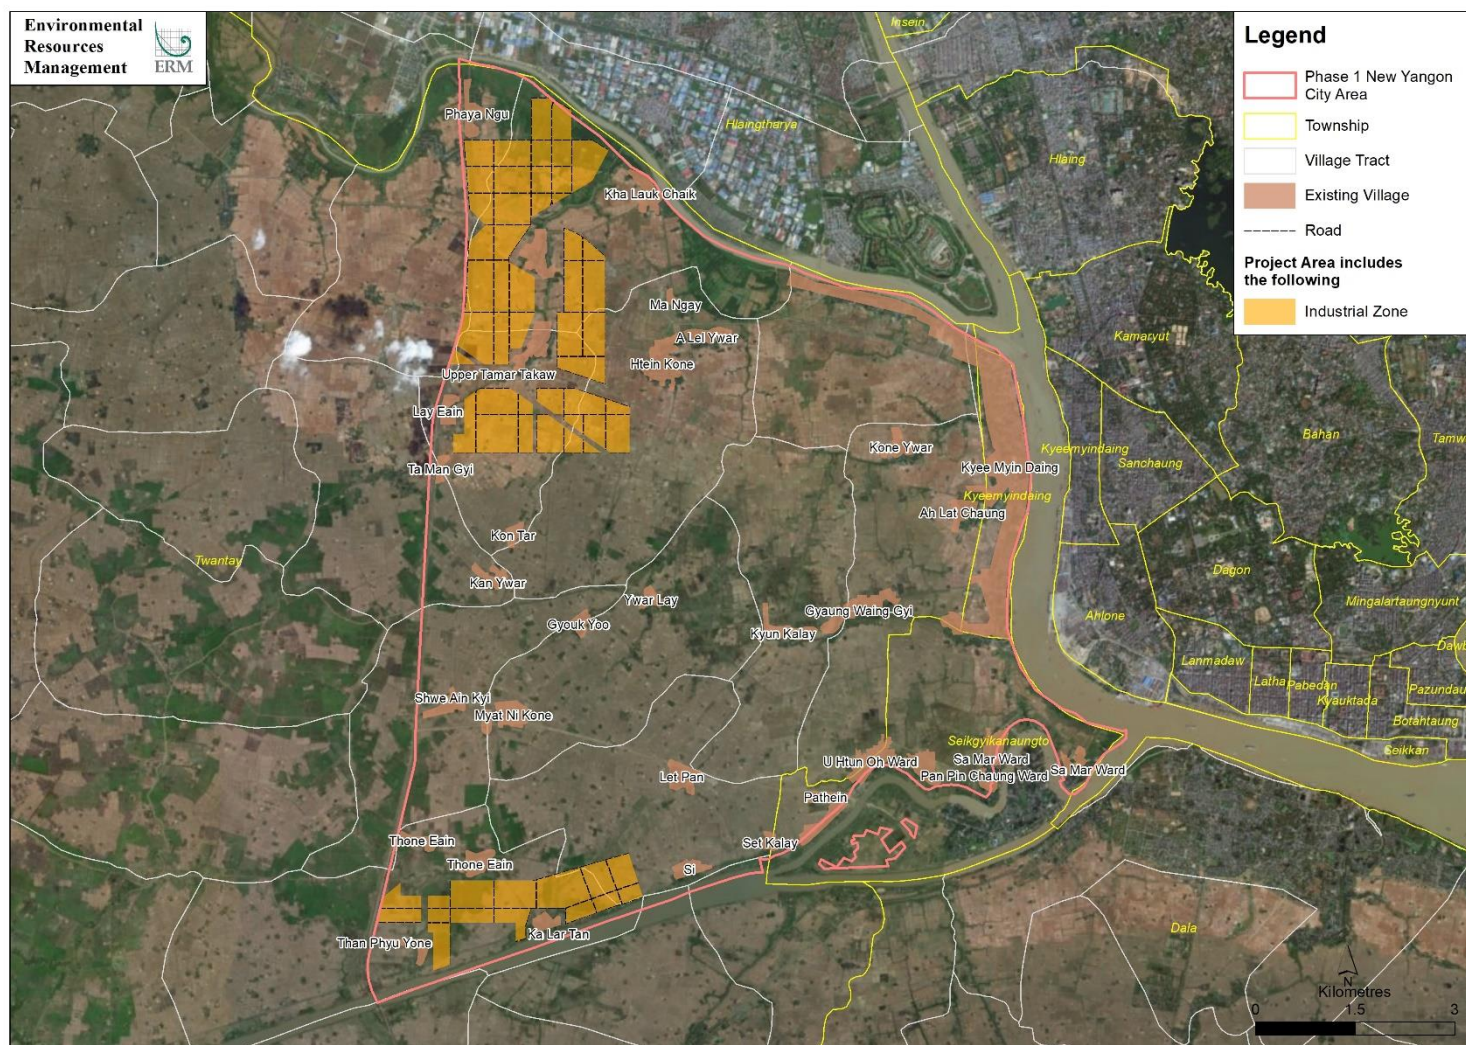 Environmental
Resources
Management
ERM
Legend
Phase 1 New Yangon
City Area
Township
Village Tract
Existing Village
Road
Project Area includes
the following
Industrial Zone
Insein
Phaya Ngu
Hlaingtharya
Hlaing
Kha Lauk Chaik
Ma Ngay
A Lel Ywar
Htein Kone
Upper Tamar Takaw
Kamaryut
Lay Eain
Ta Man Gyi
Kone Ywar
Kyee Myin Daing
Kyeemyindaing
Kyeemyindaing
Sanchaung
Bahan
Tamw
Ah Lat Chaung
Kon Tar
Twantay
Kan Ywar
Ywar Lay
Gyouk Yoo
Gyaung Waing Gyi
Kyun Kalay
Dagon
Ahlone
Mingalartaungnyunt
Dawb
Lanmadaw
Latha
Pabedan
Kyauktada
Pazundau
Botahtaung
Seikkan
Shwe Ain Kyi
Myat Ni Kone
Seikgyikanaungto
U Htun Oh Ward
Sa Mar Ward
Pan Pin Chaung Ward
Sa Mar Ward
Let Pan
Pathein
Set Kalay
Thone Eain
Thone Eain
Si
Than Phyu Yone
Ka Lar Tan
Dala
N
Kilometres
0 1.5 3